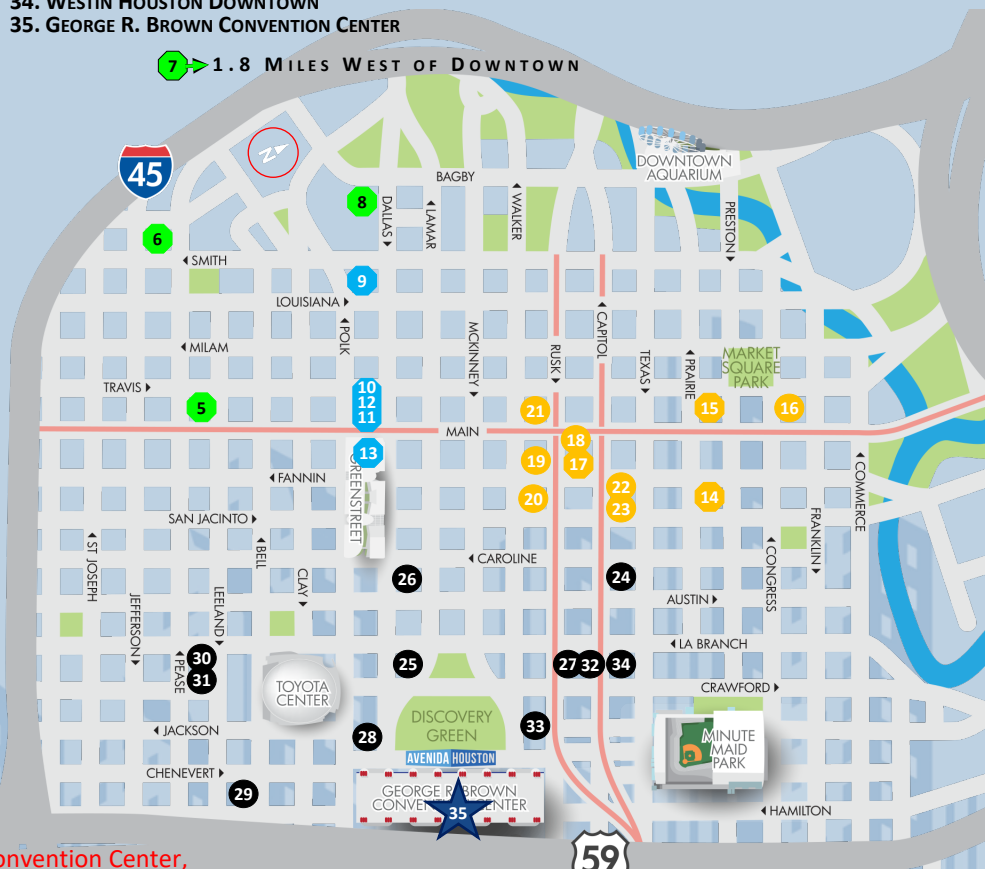 34. WESTIN HOUSTON DOWNTOWN
35. GEORGE R. BROWN CONVENTION CENTER
7 1.8 MILES WEST OF DOWNTOWN
45
N
DOWNTOWN
AQUARIUM
BAGBY
8
DALLAS
LAMAR
WALKER
PRESTON
6
SMITH
9
LOUISIANA
POLK
CAPITOL
MCKINNEY
RUSK
TEXAS
PRAIRIE
MILAM
MARKET
SQUARE
PARK
TRAVIS
10
12
11
5
21
15
16
MAIN
18
13
19
17
GREENSTREET
FANNIN
COMMERCE
20
22
23
14
SAN JACINTO
FRANKLIN
ST JOSEPH
BELL
CAROLINE
CONGRESS
26
24
CLAY
JEFFERSON
LEELAND
AUSTIN
LA BRANCH
30
31
PEASE
25
27
32
34
TOYOTA
CENTER
CRAWFORD
DISCOVERY
GREEN
33
JACKSON
28
MINUTE
MAID
PARK
AVENIDA HOUSTON
CHENEVERT
29
GEORGE R BROWN
CONVENTION CENTER
35
HAMILTON
59
onvention Center,